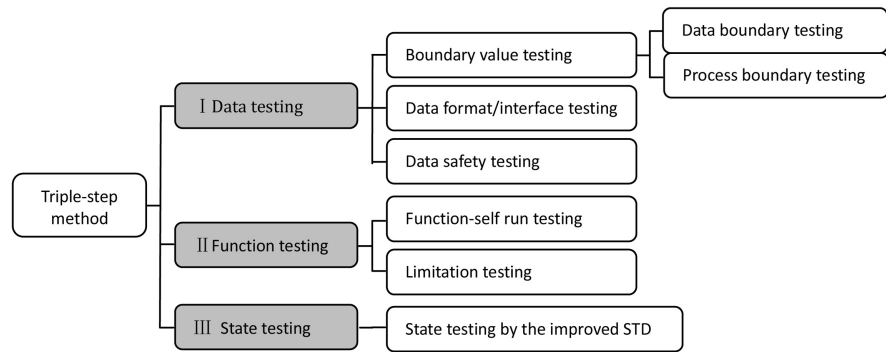 Triple-step
method
Ⅰ Data testing
Boundary value testing
Data boundary testing
Process boundary testing
Data format/interface testing
Data safety testing
Ⅱ Function testing
Function-self run testing
Limitation testing
Ⅲ State testing
State testing by the improved STD